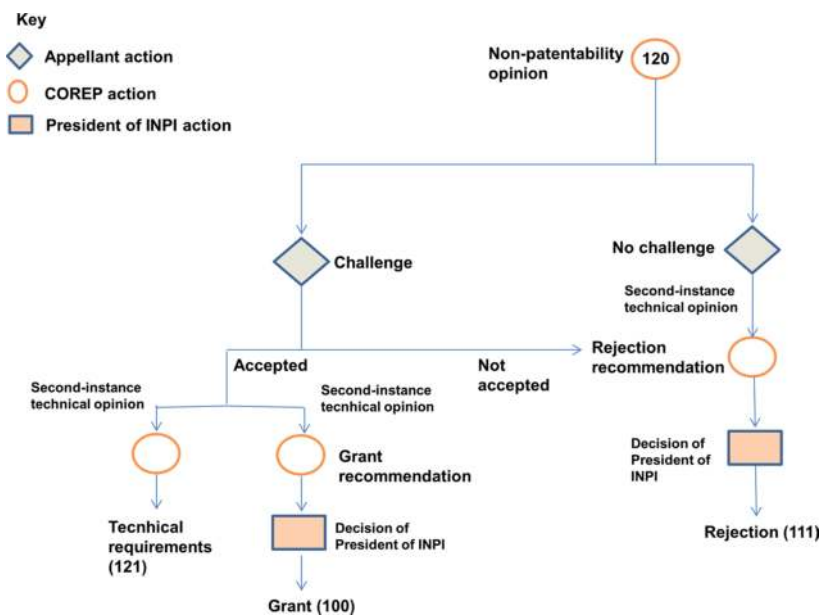 Key
Appellant action
COREP action
President of INPI action
Non-patentability
opinion
120
Challenge
No challenge
Second-instance
technical opinion
Accepted
Not
accepted
Rejection
recommendation
Second-instance
technical opinion
Second-instance
tecnhical opinion
Grant
recommendation
Decision of
President of
INPI
Tecnhical
requirements
(121)
Decision of
President of INPI
Rejection (111)
Grant (100)